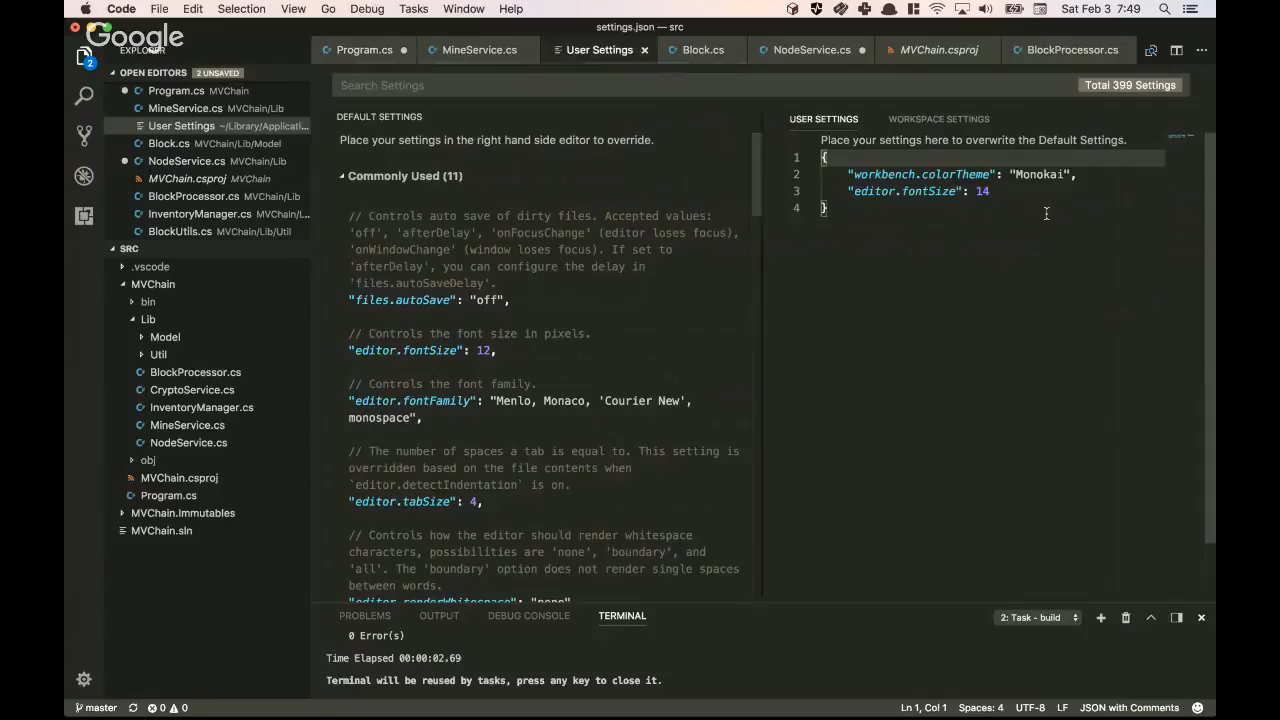 Code File Edit Selection View Go Debug Tasks Window Help Sat Feb 3 7:49
settings.json — src
Google
EXPLORER
Program.cs MineService.cs User Settings Block.cs NodeService.cs MVChain.csproj BlockProcessor.cs
2
OPEN EDITORS 2 UNSAVED
Program.cs MVChain
MineService.cs MVChain/Lib
User Settings ~/Library/Applicati...
Block.cs MVChain/Lib/Model
NodeService.cs MVChain/Lib
MVChain.csproj MVChain
BlockProcessor.cs MVChain/Lib
InventoryManager.cs MVChain/L...
BlockUtils.cs MVChain/Lib/Util
SRC
.vscode
MVChain
bin
Lib
Model
Util
BlockProcessor.cs
CryptoService.cs
InventoryManager.cs
MineService.cs
NodeService.cs
obj
MVChain.csproj
Program.cs
MVChain.Immutables
MVChain.sln
Search Settings Total 399 Settings
DEFAULT SETTINGS
Place your settings in the right hand side editor to override.
Commonly Used (11)
// Controls auto save of dirty files. Accepted values:
'off', 'afterDelay', 'onFocusChange' (editor loses focus),
'onWindowChange' (window loses focus). If set to
'afterDelay', you can configure the delay in
'files.autoSaveDelay'.
"files.autoSave": "off",
// Controls the font size in pixels.
"editor.fontSize": 12,
// Controls the font family.
"editor.fontFamily": "Menlo, Monaco, 'Courier New',
monospace",
// The number of spaces a tab is equal to. This setting is
overridden based on the file contents when
`editor.detectIndentation` is on.
"editor.tabSize": 4,
// Controls how the editor should render whitespace
characters, possibilities are 'none', 'boundary', and
'all'. The 'boundary' option does not render single spaces
between words.
"editor.renderWhitespace": "none"
USER SETTINGS WORKSPACE SETTINGS
Place your settings here to overwrite the Default Settings.
1 {
2 "workbench.colorTheme": "Monokai",
3 "editor.fontSize": 14
4 }
PROBLEMS OUTPUT DEBUG CONSOLE TERMINAL 2: Task - build
0 Error(s)
Time Elapsed 00:00:02.69
Terminal will be reused by tasks, press any key to close it.
master 0 0 Ln 1, Col 1 Spaces: 4 UTF-8 LF JSON with Comments